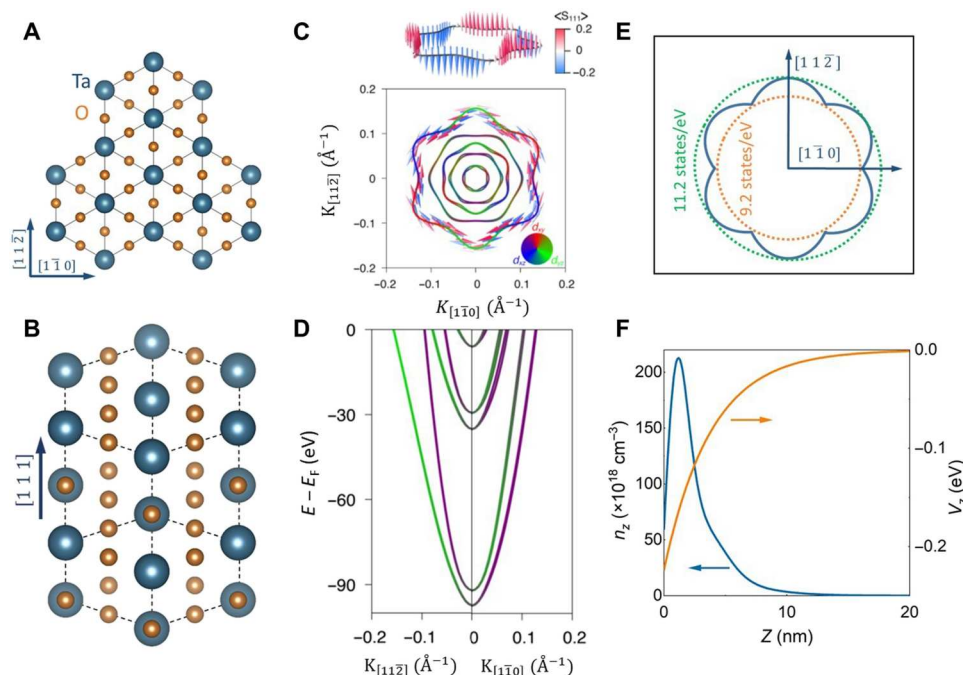 A
Ta
O
[1 1 2̄]
[1 1̄ 0]
B
[1 1 1]
C
<S₁₁₁>
0.2
0
−0.2
K[112̄] (Å⁻¹)
0.2
0.1
0
−0.1
−0.2
dxy
dxz
dyz
−0.2 −0.1 0 0.1 0.2
K[11̄0] (Å⁻¹)
D
E − E_F (eV)
0
−30
−60
−90
−0.2 −0.1 0 0.1 0.2
K[112̄] (Å⁻¹) K[11̄0] (Å⁻¹)
E
[1 1 2̄]
[1 1̄ 0]
11.2 states/eV
9.2 states/eV
F
n_z (×10¹⁸ cm⁻³)
200
150
100
50
0
V_z (eV)
0.0
−0.1
−0.2
0 10 20
Z (nm)